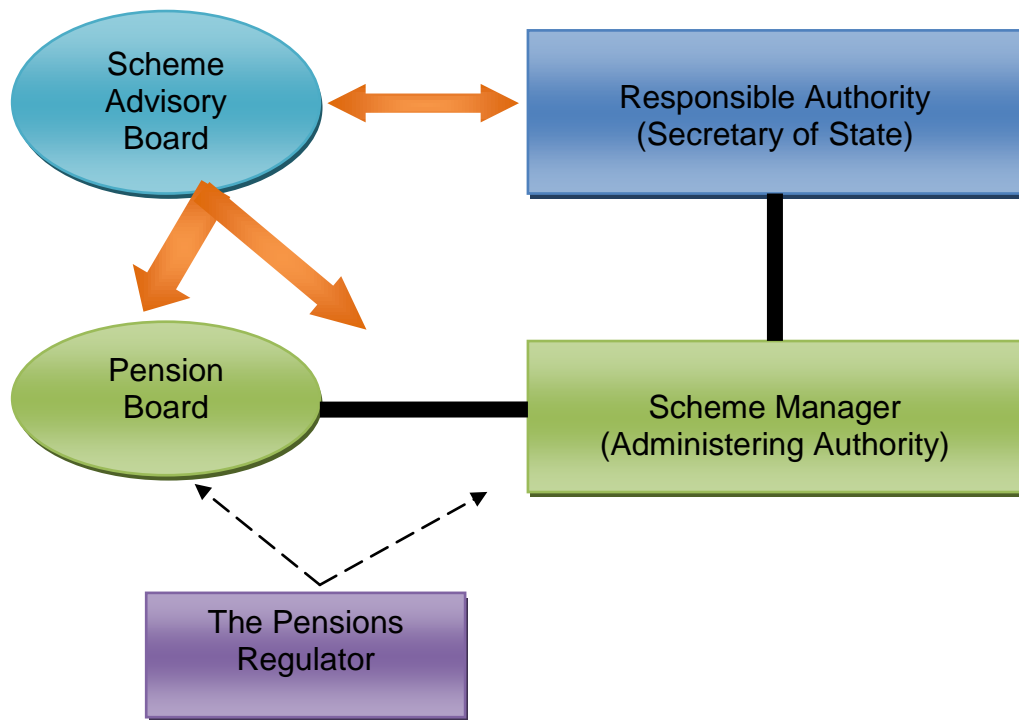 Scheme
Advisory
Board
Responsible Authority
(Secretary of State)
Pension
Board
Scheme Manager
(Administering Authority)
The Pensions
Regulator